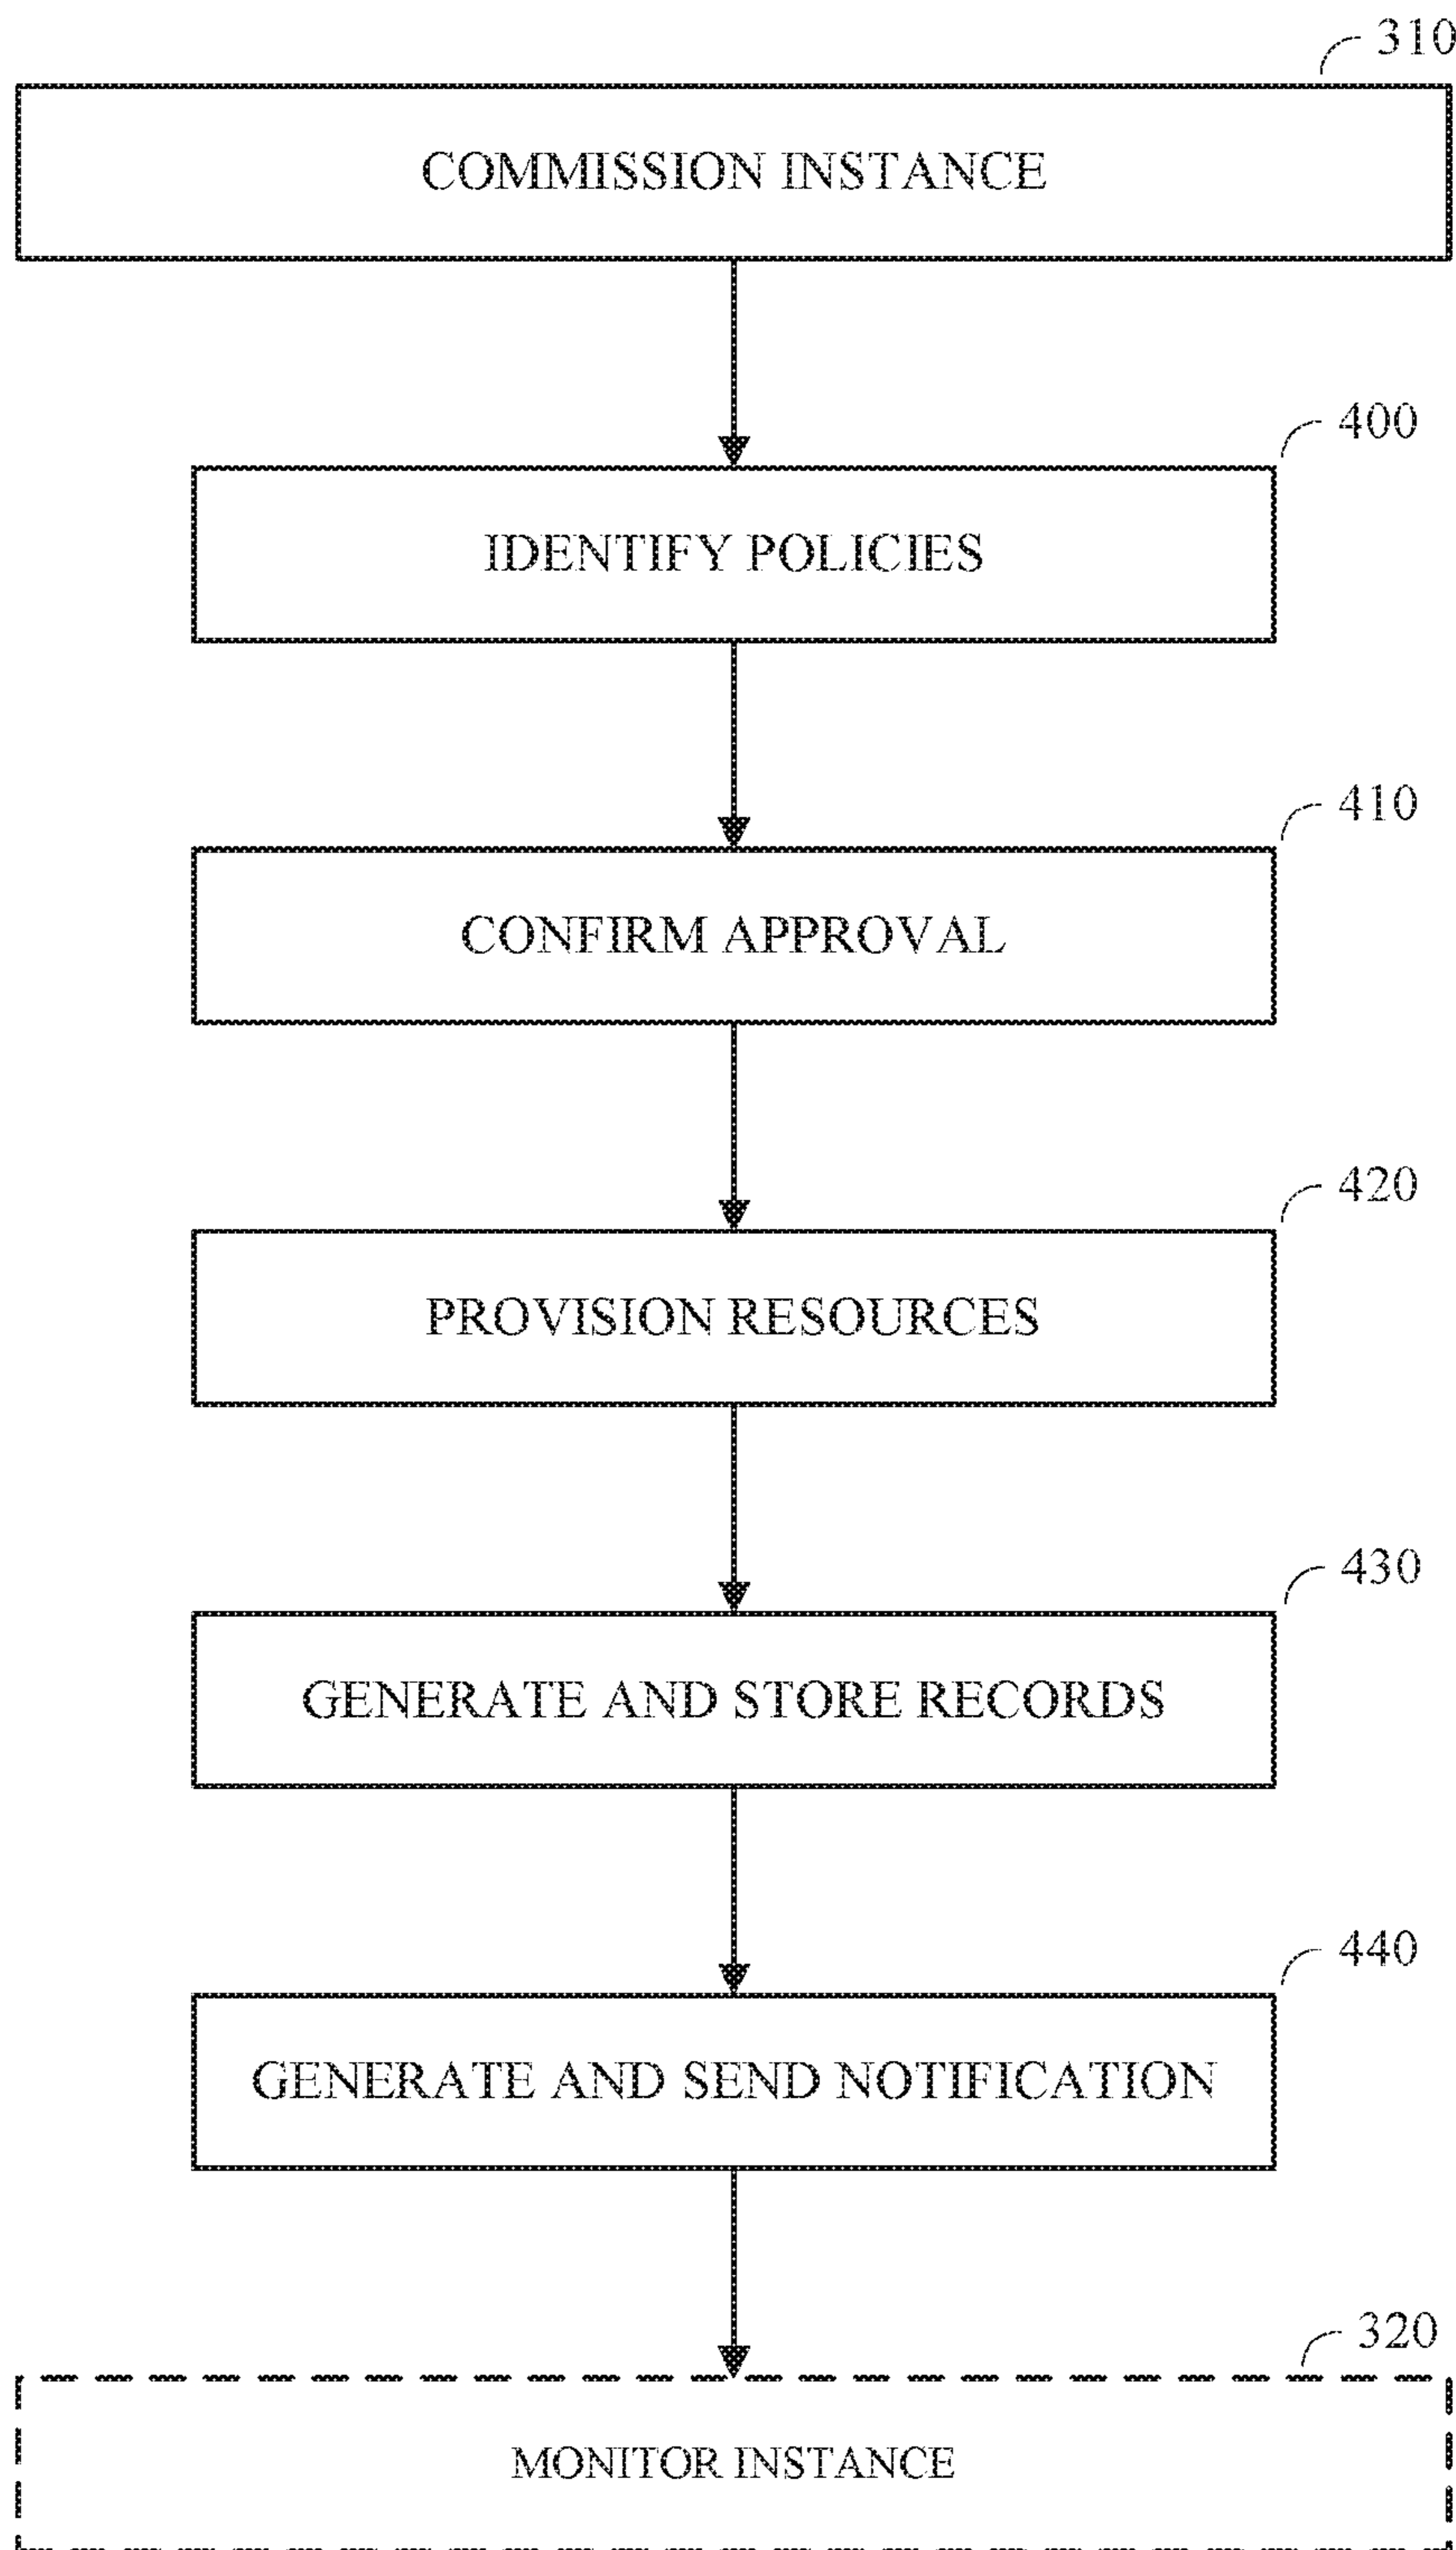 310
COMMISSION INSTANCE
400
IDENTIFY POLICIES
410
CONFIRM APPROVAL
420
PROVISION RESOURCES
430
GENERATE AND STORE RECORDS
440
GENERATE AND SEND NOTIFICATION
320
MONITOR INSTANCE